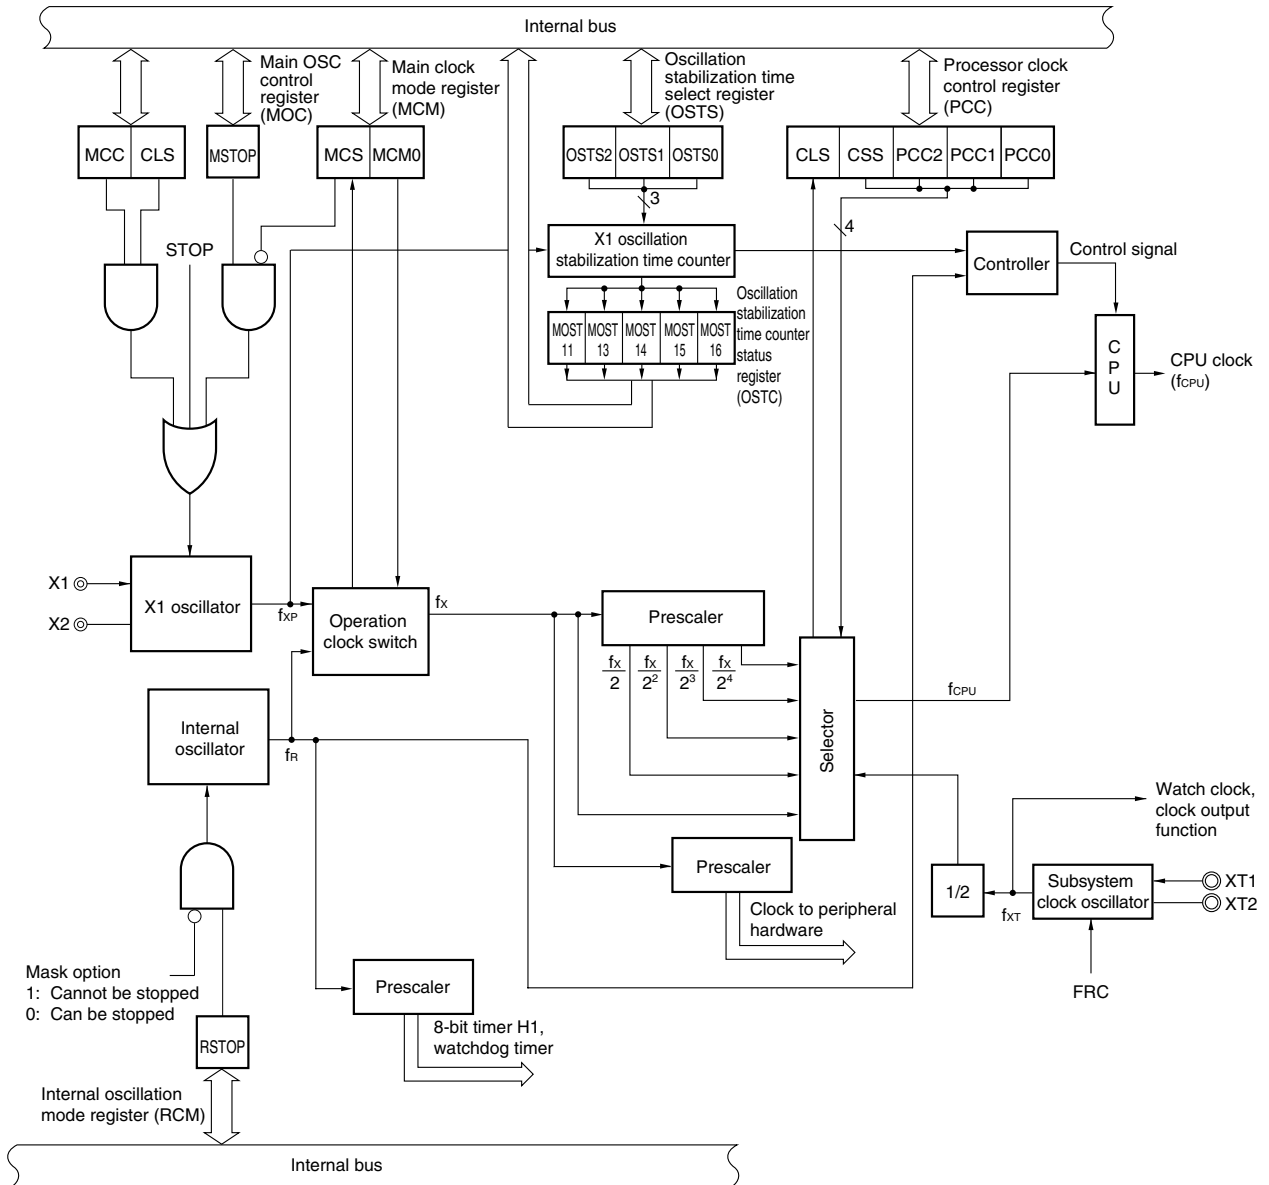 Internal bus
Main OSC
control
register
(MOC)
Main clock
mode register
(MCM)
Oscillation
stabilization time
select register
(OSTS)
Processor clock
control register
(PCC)
MCC CLS
MSTOP
MCS MCM0
OSTS2 OSTS1 OSTS0
CLS CSS PCC2 PCC1 PCC0
3
4
STOP
X1 oscillation
stabilization time counter
Controller
Control signal
MOST 11
MOST 13
MOST 14
MOST 15
MOST 16
Oscillation
stabilization
time counter
status
register
(OSTC)
C
P
U
CPU clock
(fCPU)
X1
X2
X1 oscillator
fXP
Operation
clock switch
fX
Prescaler
fX/2
fX/2²
fX/2³
fX/2⁴
Selector
fCPU
Internal
oscillator
fR
Watch clock,
clock output
function
Prescaler
1/2
fXT
Subsystem
clock oscillator
XT1
XT2
Clock to peripheral
hardware
FRC
Mask option
1: Cannot be stopped
0: Can be stopped
Prescaler
8-bit timer H1,
watchdog timer
RSTOP
Internal oscillation
mode register (RCM)
Internal bus